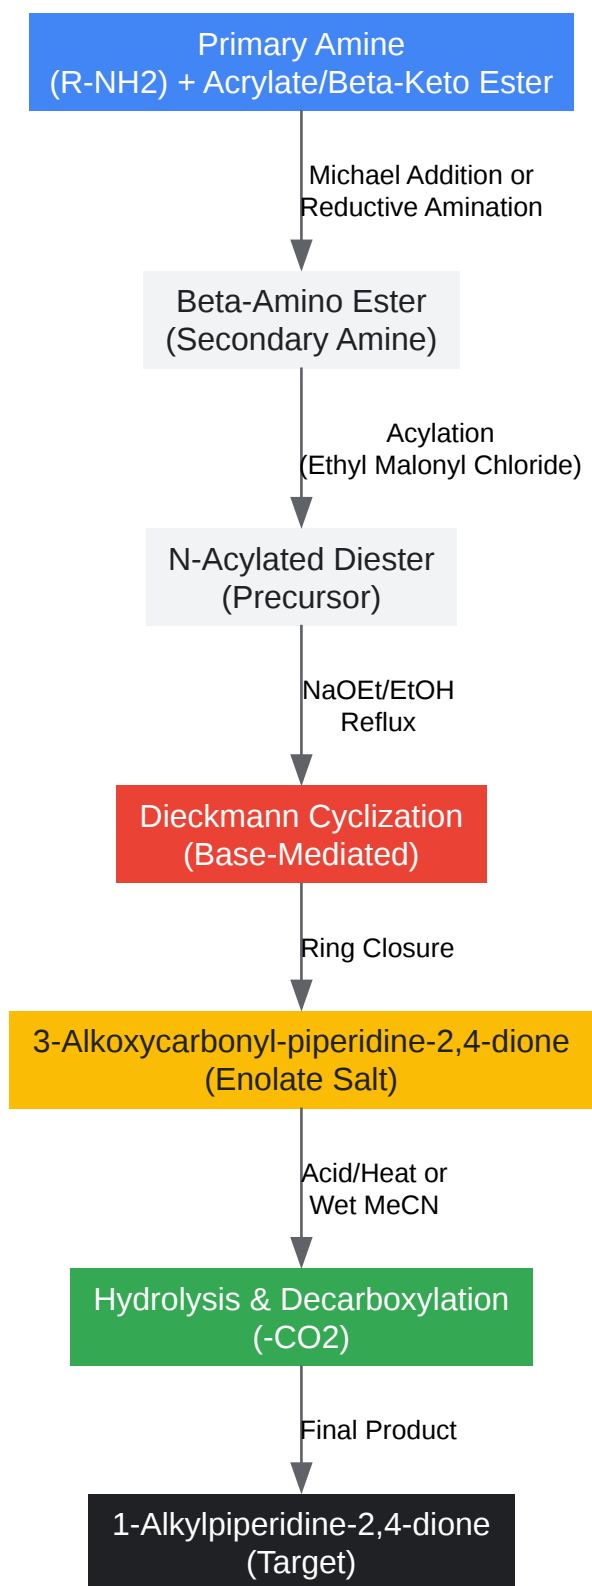 Primary Amine
(R-NH2) + Acrylate/Beta-Keto Ester
Michael Addition or
Reductive Amination
Beta-Amino Ester
(Secondary Amine)
Acylation
(Ethyl Malonyl Chloride)
N-Acylated Diester
(Precursor)
NaOEt/EtOH
Reflux
Dieckmann Cyclization
(Base-Mediated)
Ring Closure
3-Alkoxycarbonyl-piperidine-2,4-dione
(Enolate Salt)
Acid/Heat or
Wet MeCN
Hydrolysis & Decarboxylation
(-CO2)
Final Product
1-Alkylpiperidine-2,4-dione
(Target)